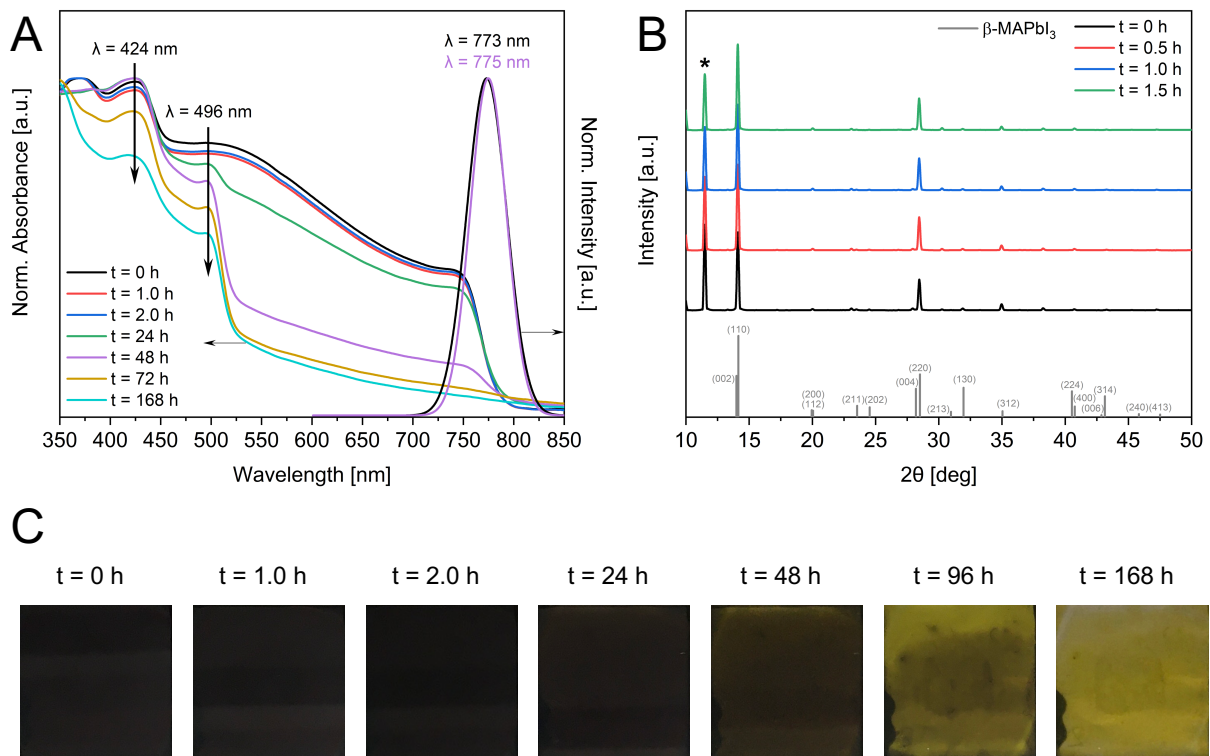 A
λ = 424 nm
λ = 496 nm
λ = 773 nm
λ = 775 nm
Norm. Absorbance [a.u.]
Norm. Intensity [a.u.]
t = 0 h
t = 1.0 h
t = 2.0 h
t = 24 h
t = 48 h
t = 72 h
t = 168 h
350 400 450 500 550 600 650 700 750 800 850
Wavelength [nm]
B
β-MAPbI₃
t = 0 h
t = 0.5 h
t = 1.0 h
t = 1.5 h
*
Intensity [a.u.]
(110)
(002)
(200)
(112)
(211) (202)
(220)
(004)
(213)
(130)
(312)
(224)
(400)
(006)
(314)
(240) (413)
10 15 20 25 30 35 40 45 50
2θ [deg]
C
t = 0 h
t = 1.0 h
t = 2.0 h
t = 24 h
t = 48 h
t = 96 h
t = 168 h